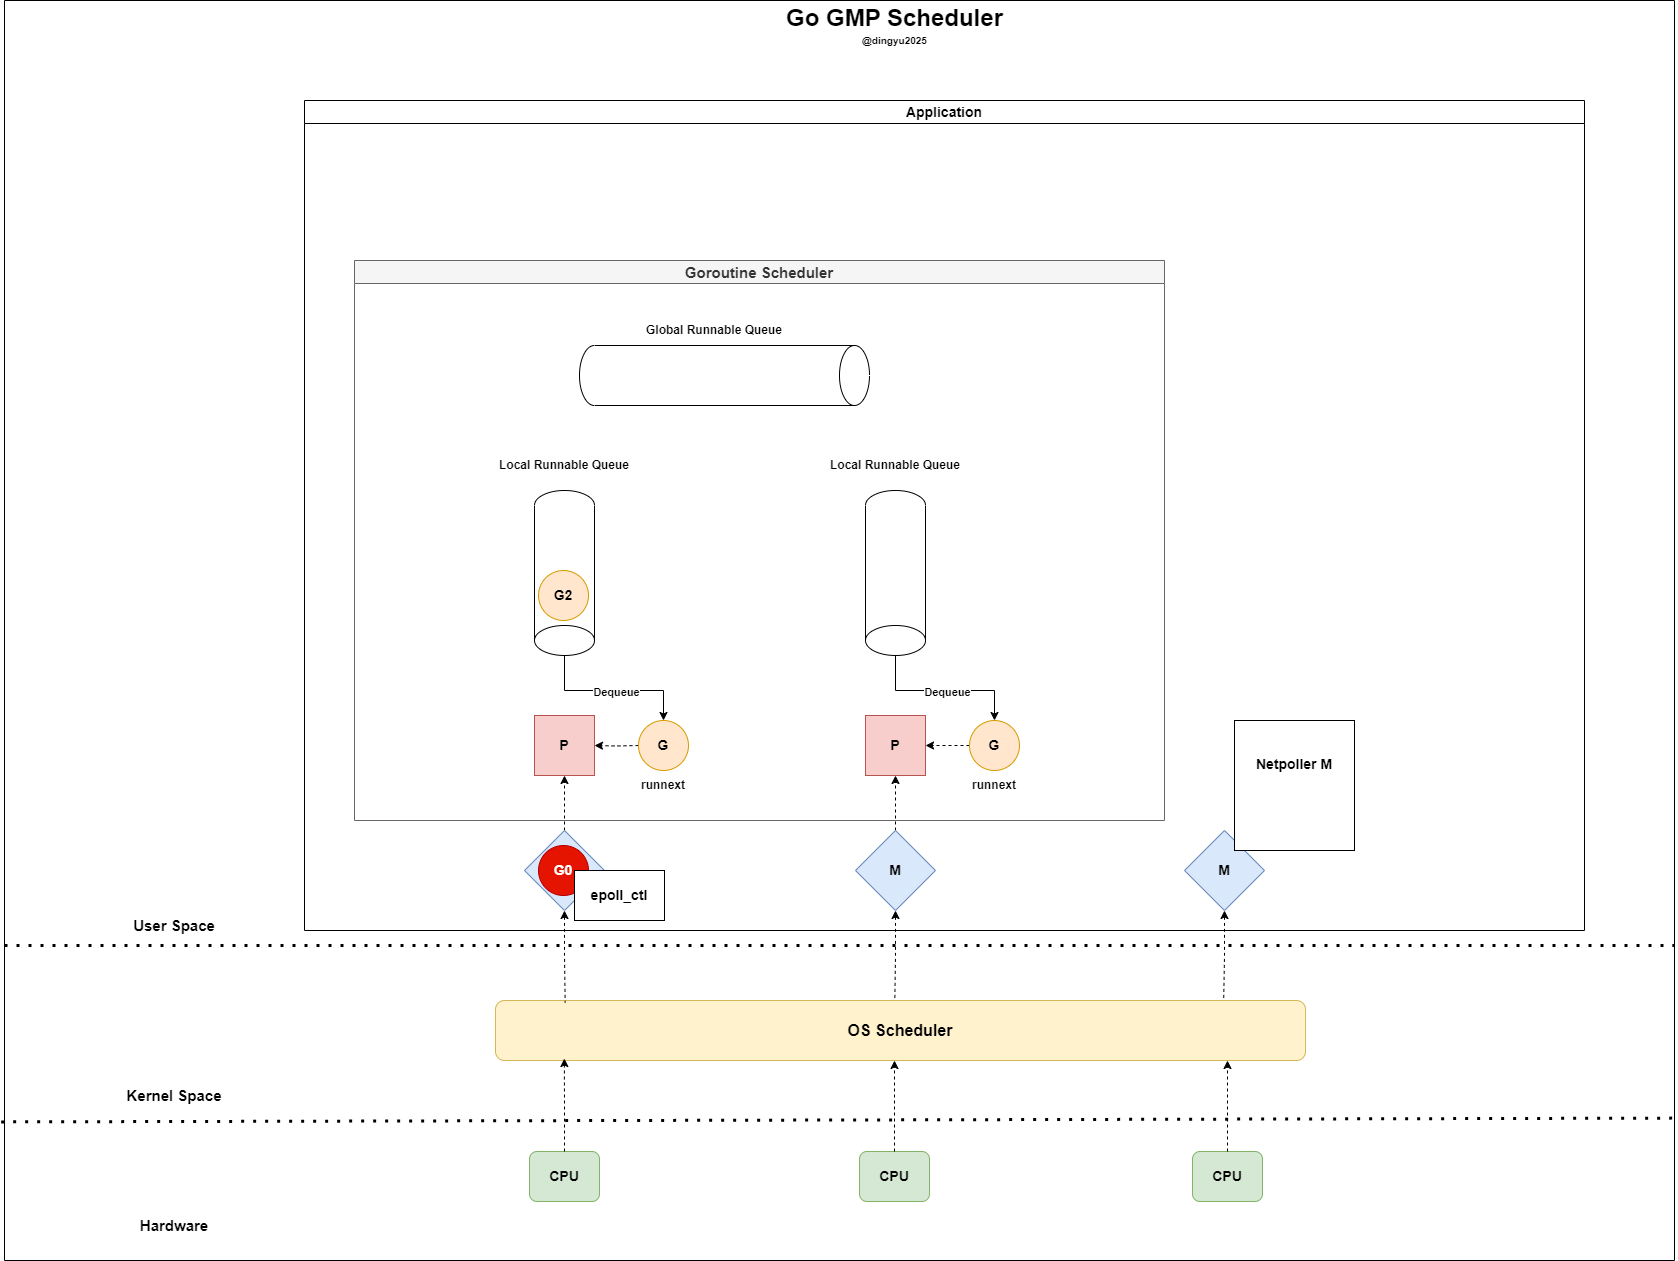 Go GMP Scheduler
@dingyu2025
Application
Goroutine Scheduler
Global Runnable Queue
Local Runnable Queue
Local Runnable Queue
G2
Dequeue
Dequeue
P
G
P
G
runnext
runnext
Netpoller M
G0
epoll_ctl
M
M
User Space
OS Scheduler
Kernel Space
CPU
CPU
CPU
Hardware